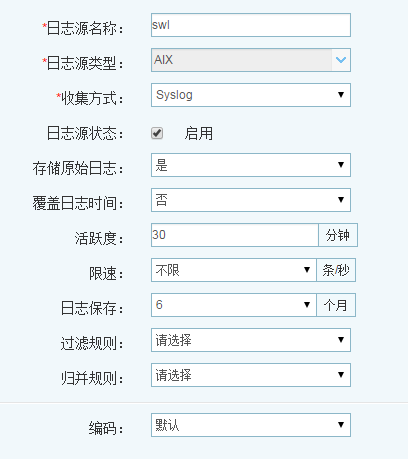 *日志源名称： swl
*日志源类型： AIX
*收集方式： Syslog
日志源状态： 启用
存储原始日志： 是
覆盖日志时间： 否
活跃度： 30 分钟
限速： 不限 条/秒
日志保存： 6 个月
过滤规则： 请选择
归并规则： 请选择
编码： 默认